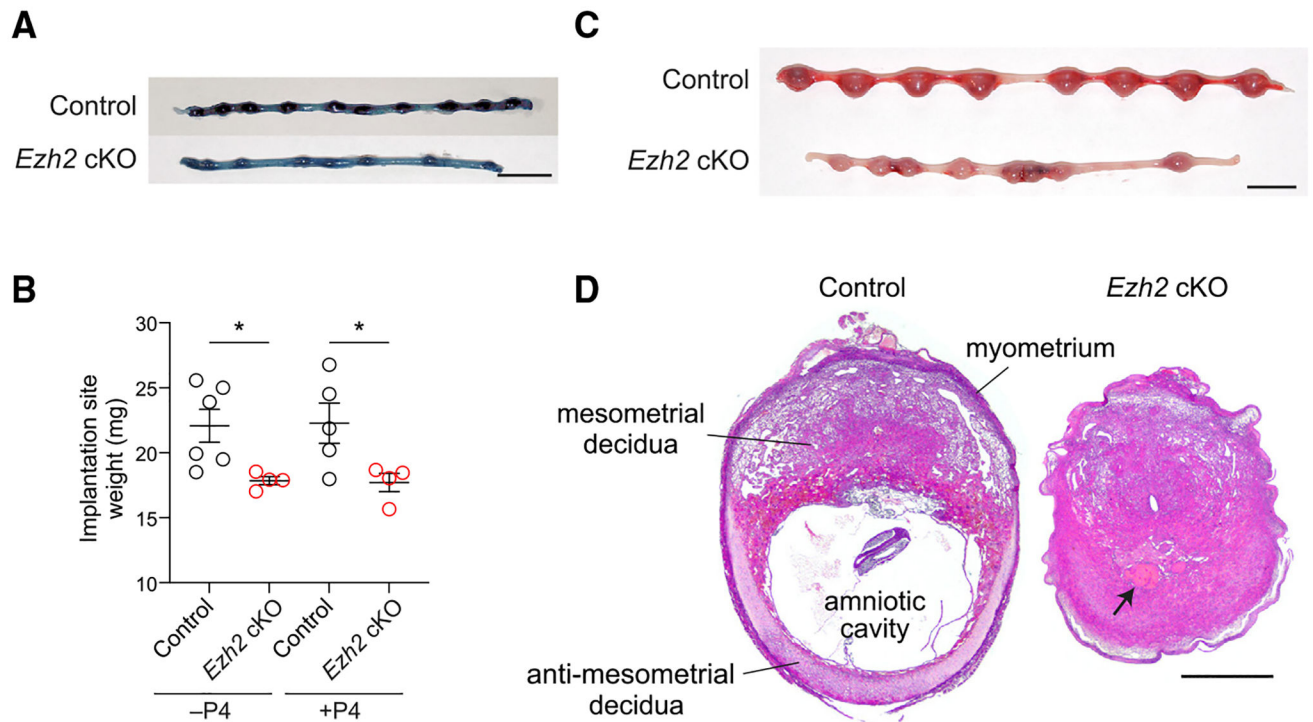 A
Control
Ezh2 cKO
B
Implantation site
weight (mg)
30
25
20
15
10
*
*
Control
Ezh2 cKO
Control
Ezh2 cKO
–P4
+P4
C
Control
Ezh2 cKO
D
Control
Ezh2 cKO
myometrium
mesometrial
decidua
amniotic
cavity
anti-mesometrial
decidua